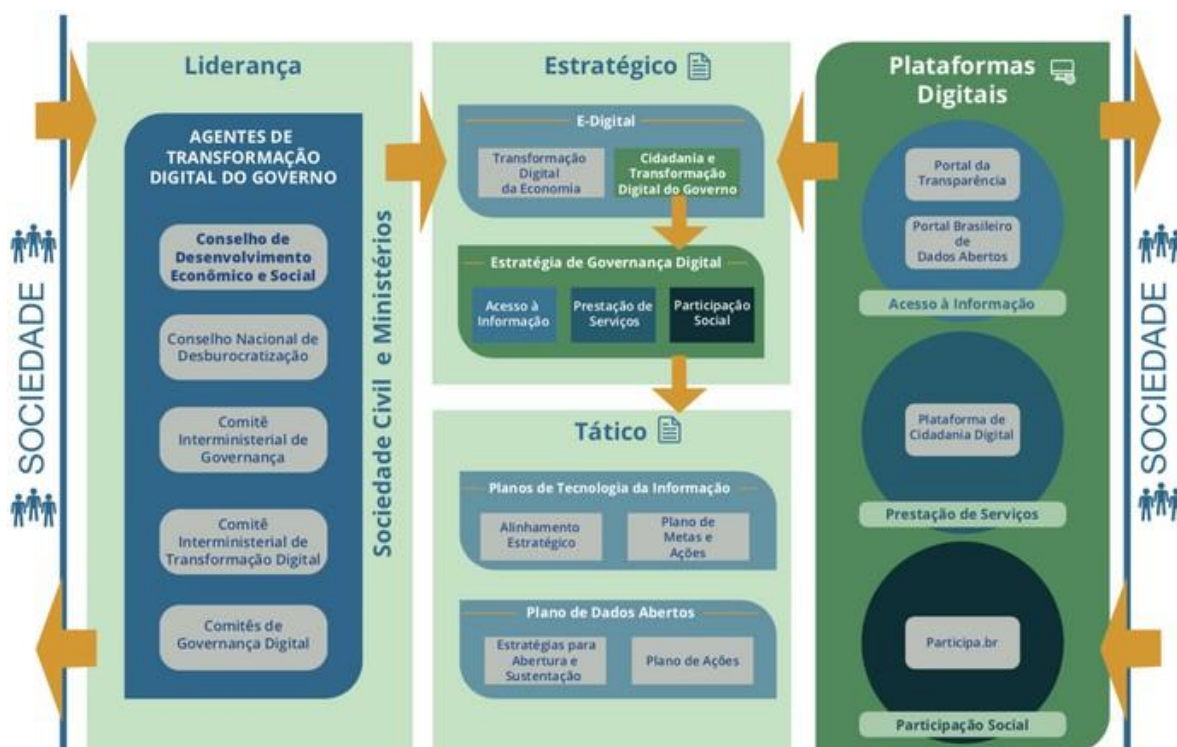 SOCIEDADE
Liderança
AGENTES DE
TRANSFORMAÇÃO
DIGITAL DO GOVERNO
Conselho de
Desenvolvimento
Econômico e Social
Conselho Nacional de
Desburocratização
Comitê
Interministerial de
Governança
Comitê
Interministerial de
Transformação Digital
Comitês de
Governança Digital
Sociedade Civil e Ministérios
Estratégico
E-Digital
Transformação
Digital
da Economia
Cidadania e
Transformação
Digital do Governo
Estratégia de Governança Digital
Acesso à
Informação
Prestação de
Serviços
Participação
Social
Tático
Planos de Tecnologia da Informação
Alinhamento
Estratégico
Plano de
Metas e
Ações
Plano de Dados Abertos
Estratégias para
Abertura e
Sustentação
Plano de Ações
Plataformas
Digitais
Portal da
Transparência
Portal Brasileiro
de
Dados Abertos
Acesso à Informação
Plataforma de
Cidadania Digital
Prestação de Serviços
Participa.br
Participação Social
SOCIEDADE